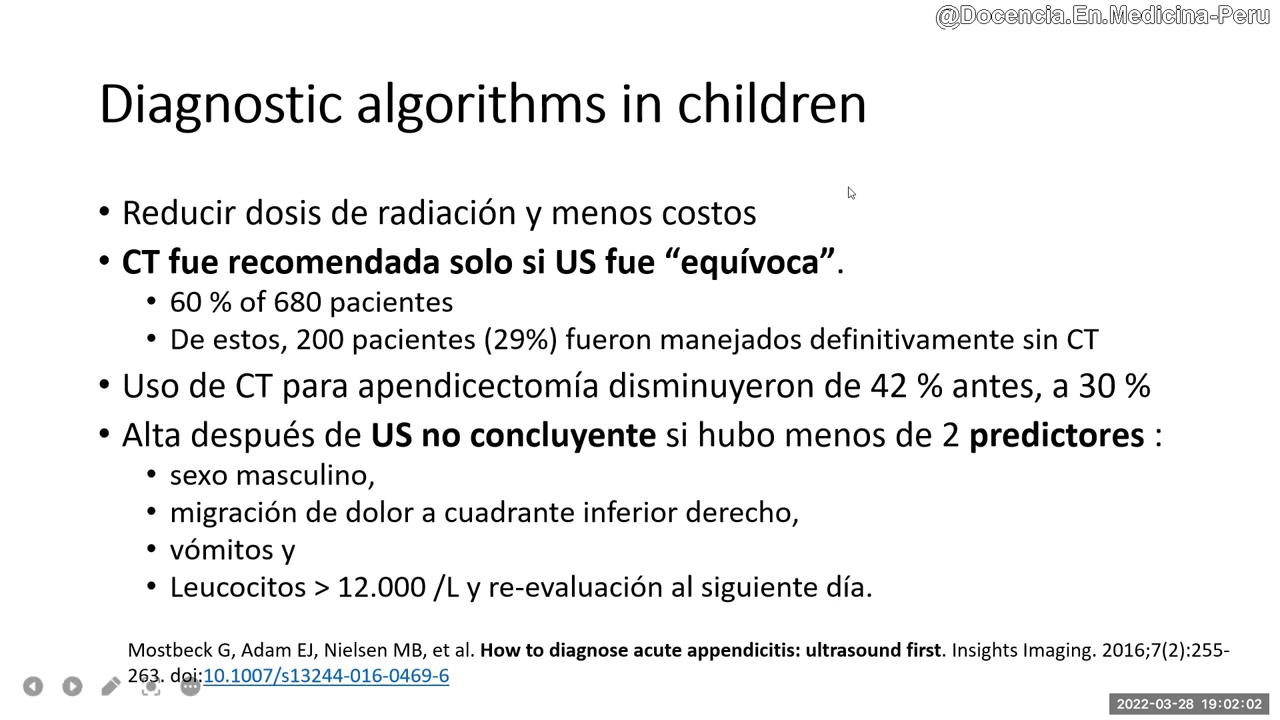 @Docencia.En.Medicina-Peru
Diagnostic algorithms in children
• Reducir dosis de radiación y menos costos
• CT fue recomendada solo si US fue “equívoca”.
• 60 % of 680 pacientes
• De estos, 200 pacientes (29%) fueron manejados definitivamente sin CT
• Uso de CT para apendicectomía disminuyeron de 42 % antes, a 30 %
• Alta después de US no concluyente si hubo menos de 2 predictores :
• sexo masculino,
• migración de dolor a cuadrante inferior derecho,
• vómitos y
• Leucocitos > 12.000 /L y re-evaluación al siguiente día.
Mostbeck G, Adam EJ, Nielsen MB, et al. How to diagnose acute appendicitis: ultrasound first. Insights Imaging. 2016;7(2):255-
263. doi:10.1007/s13244-016-0469-6
2022-03-28 19:02:02